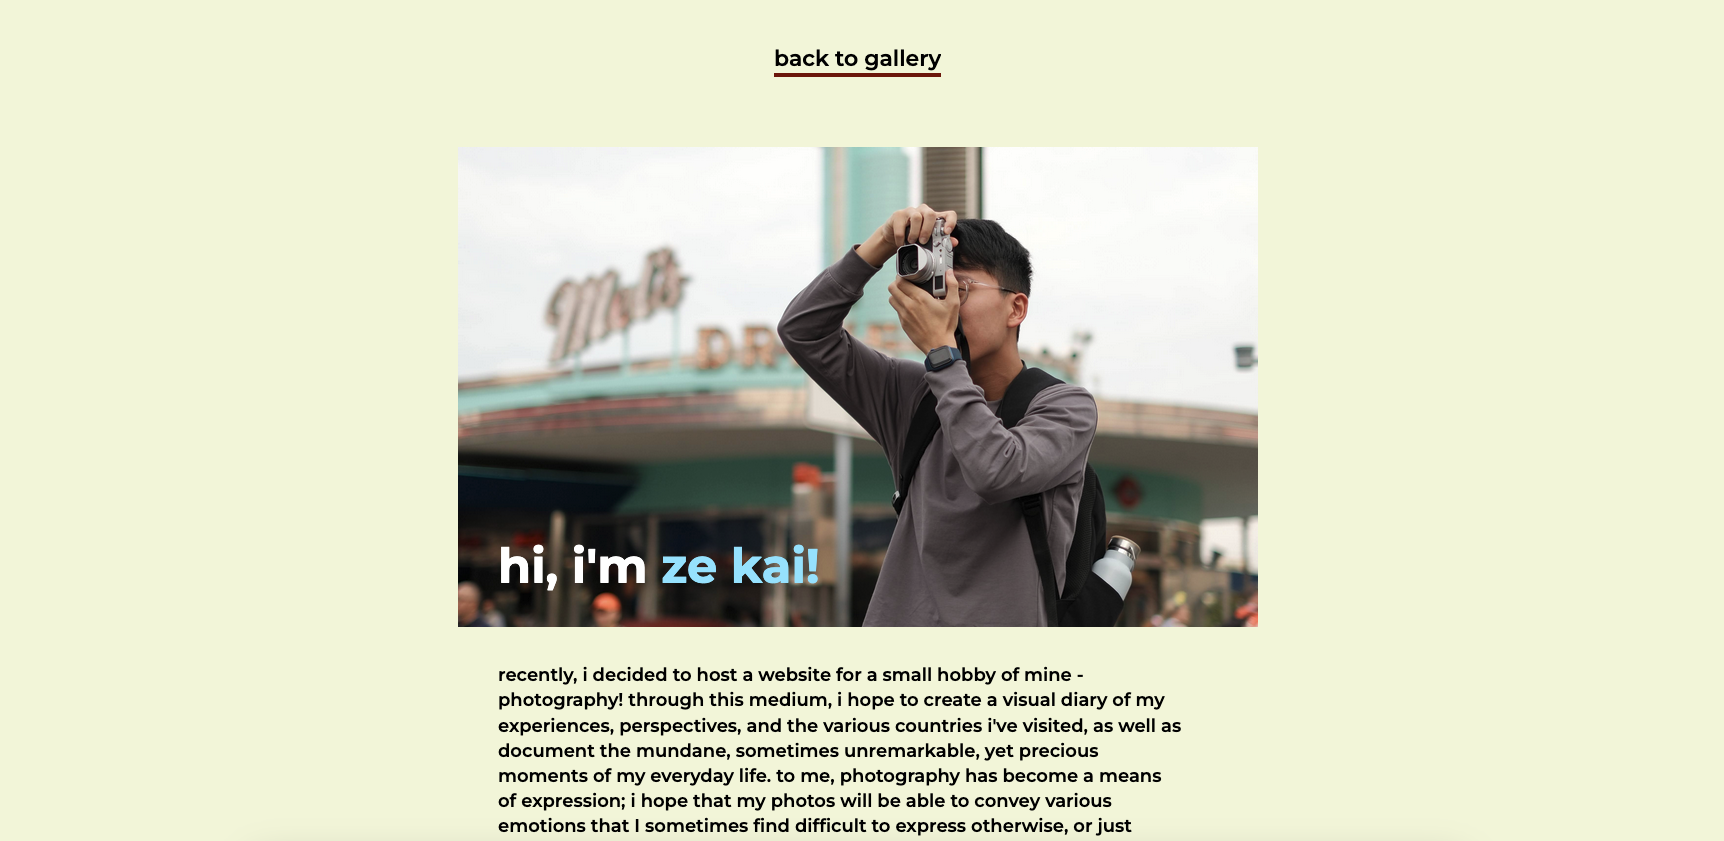 back to gallery
Mel's
DR
hi, i'm ze kai!
recently, i decided to host a website for a small hobby of mine -
photography! through this medium, i hope to create a visual diary of my
experiences, perspectives, and the various countries i've visited, as well as
document the mundane, sometimes unremarkable, yet precious
moments of my everyday life. to me, photography has become a means
of expression; i hope that my photos will be able to convey various
emotions that I sometimes find difficult to express otherwise, or just